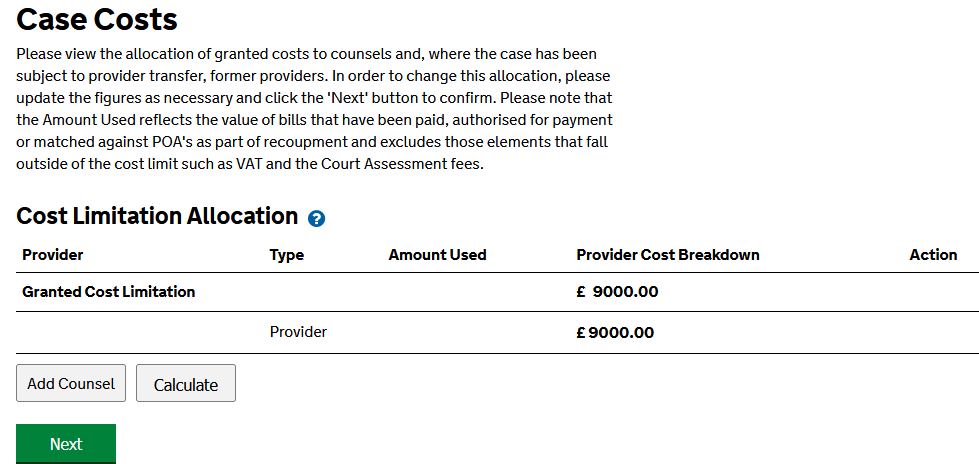 Case Costs
Please view the allocation of granted costs to counsels and, where the case has been
subject to provider transfer, former providers. In order to change this allocation, please
update the figures as necessary and click the 'Next' button to confirm. Please note that
the Amount Used reflects the value of bills that have been paid, authorised for payment
or matched against POA's as part of recoupment and excludes those elements that fall
outside of the cost limit such as VAT and the Court Assessment fees.
Cost Limitation Allocation ?
Provider Type Amount Used Provider Cost Breakdown Action
Granted Cost Limitation £ 9000.00
Provider £ 9000.00
Add Counsel Calculate
Next